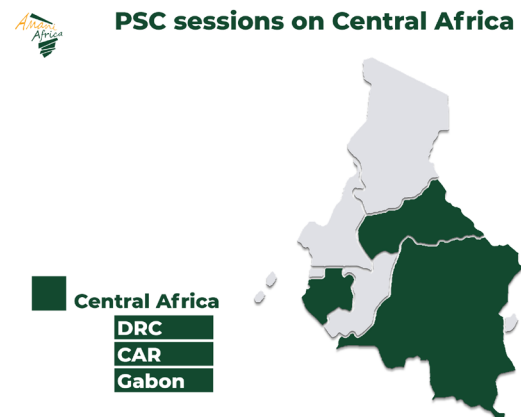 Amani
Africa
PSC sessions on Central Africa
Central Africa
DRC
CAR
Gabon